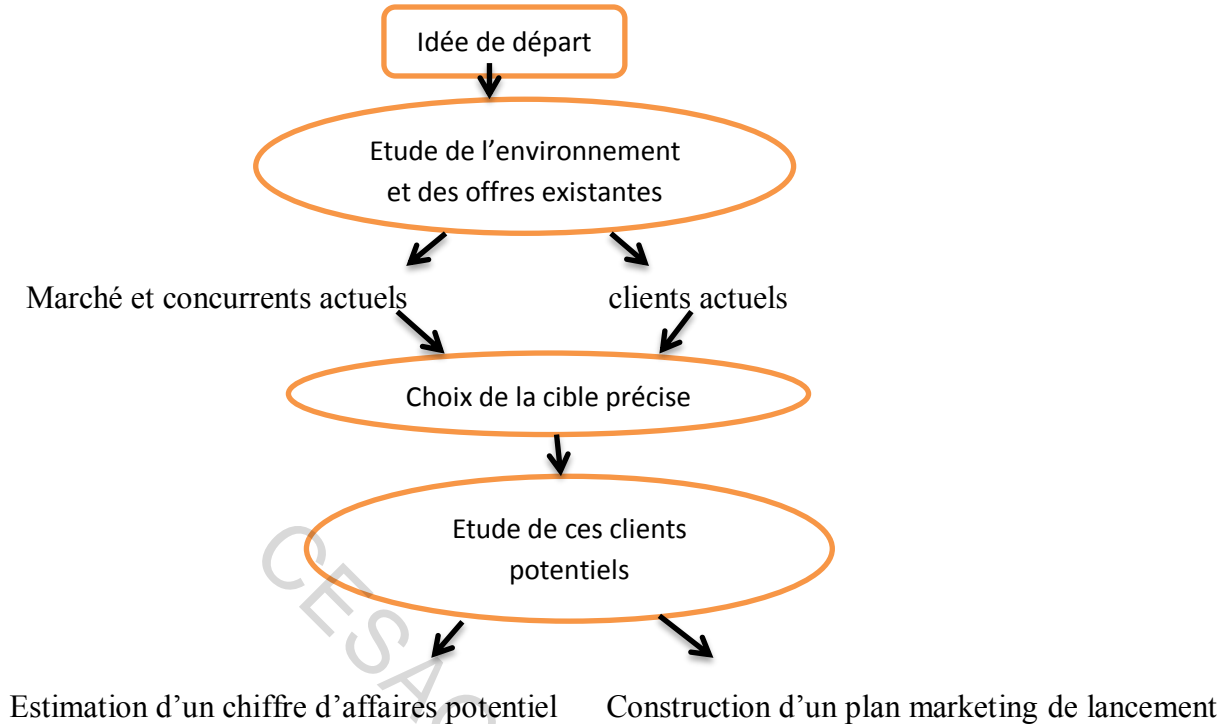 Idée de départ
Etude de l’environnement
et des offres existantes
Marché et concurrents actuels
clients actuels
Choix de la cible précise
Etude de ces clients
potentiels
Estimation d’un chiffre d’affaires potentiel
Construction d’un plan marketing de lancement